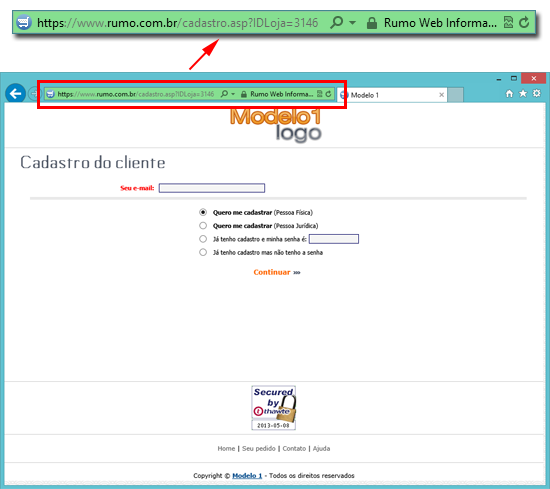 https://www.rumo.com.br/cadastro.asp?IDLoja=3146 Rumo Web Informa...
https://www.rumo.com.br/cadastro.asp?IDLoja=3146 Rumo Web Informa... Modelo 1
Modelo1
logo
Cadastro do cliente
Seu e-mail:
Quero me cadastrar (Pessoa Física)
Quero me cadastrar (Pessoa Jurídica)
Já tenho cadastro e minha senha é:
Já tenho cadastro mas não tenho a senha
Continuar »»
Secured
by
thawte
2013-05-08
Home | Seu pedido | Contato | Ajuda
Copyright © Modelo 1 - Todos os direitos reservados